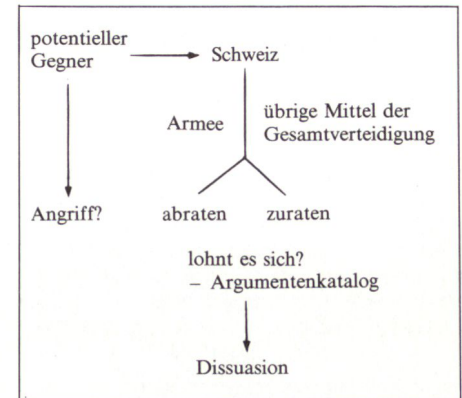 potentieller
Gegner
Schweiz
Armee
übrige Mittel der
Gesamtverteidigung
Angriff?
abraten
zuraten
lohnt es sich?
– Argumentenkatalog
Dissuasion